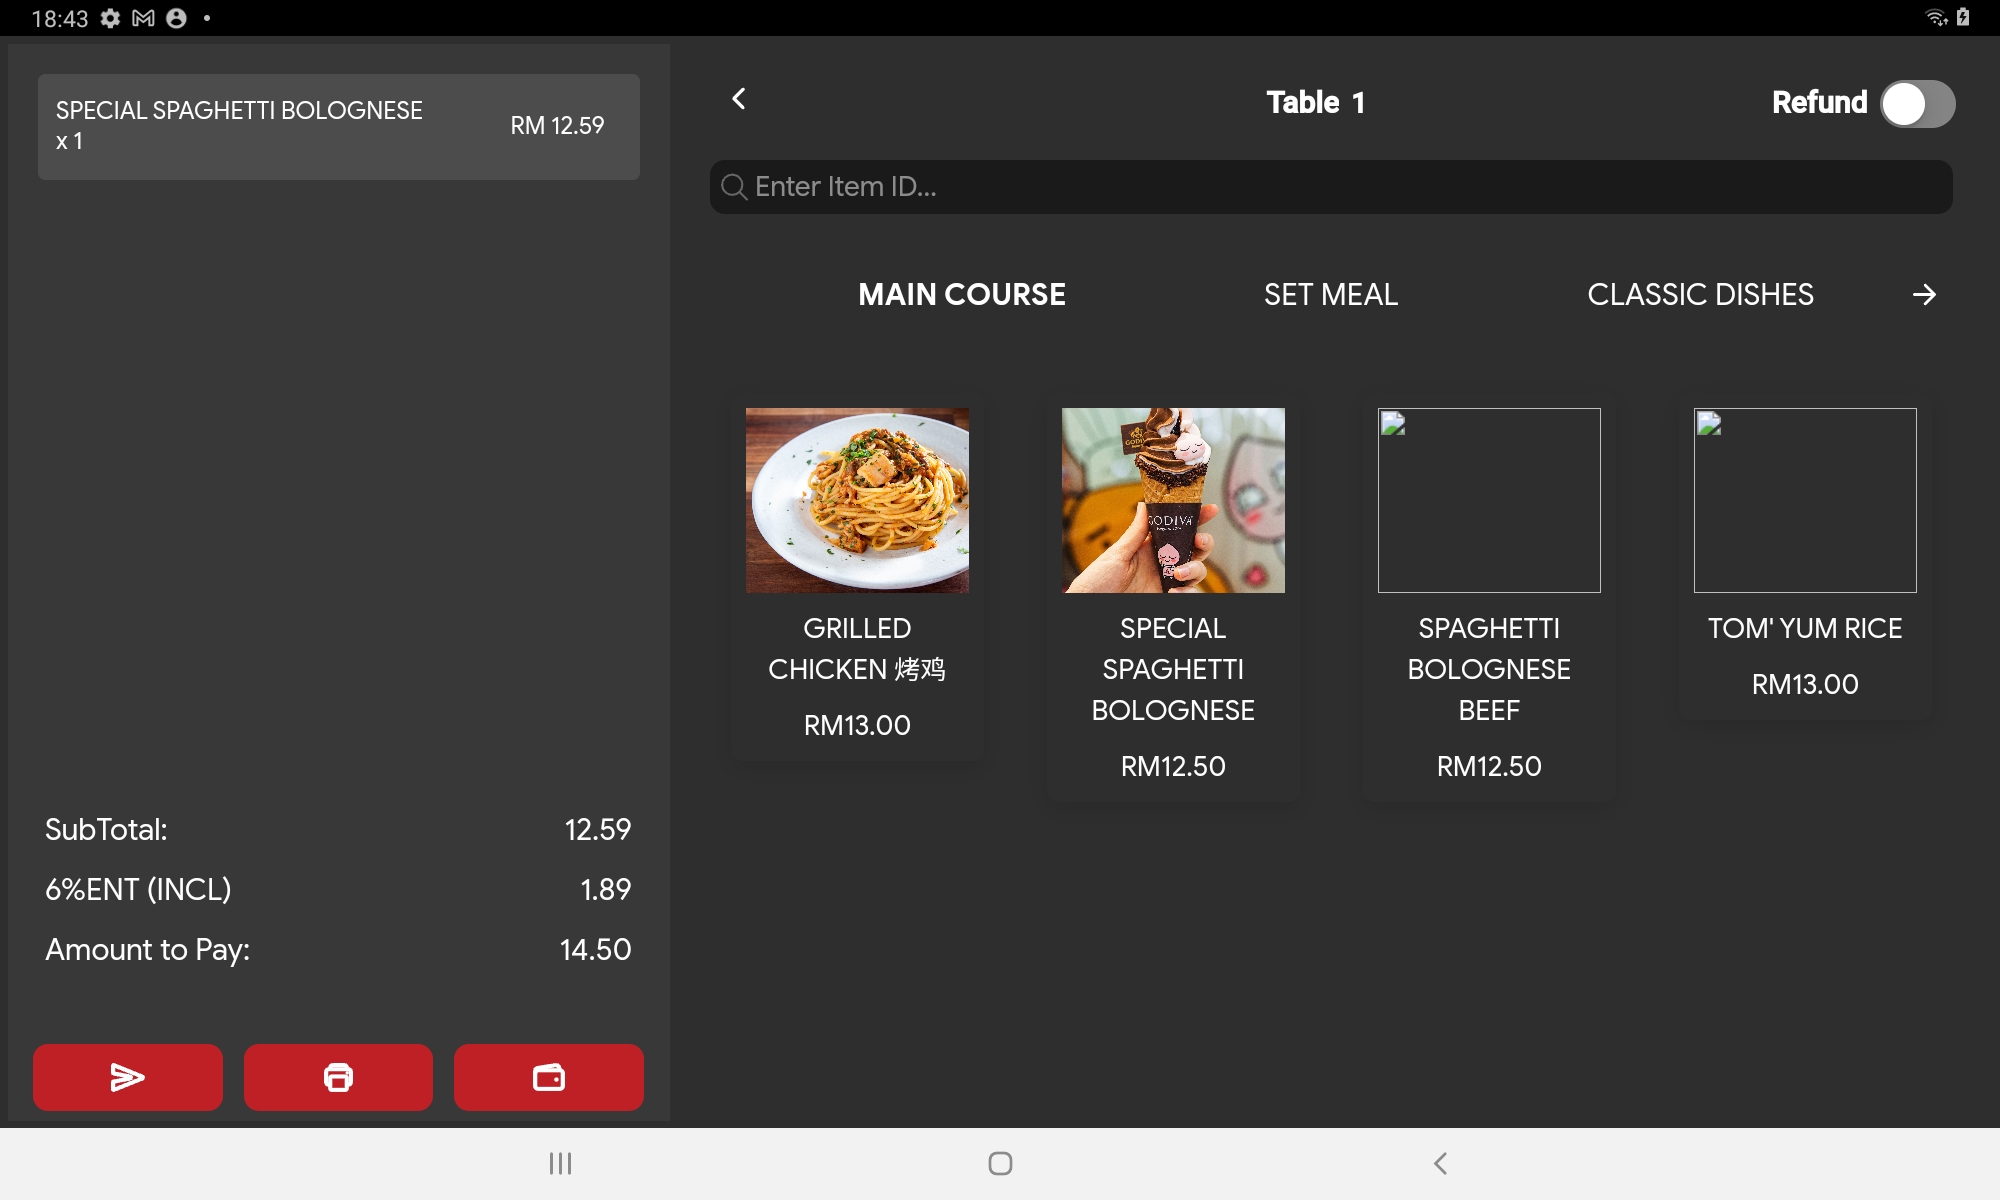 18:43
SPECIAL SPAGHETTI BOLOGNESE
x 1
RM 12.59
SubTotal: 12.59
6%ENT (INCL) 1.89
Amount to Pay: 14.50
Table 1
Refund
Enter Item ID...
MAIN COURSE
SET MEAL
CLASSIC DISHES
GRILLED
CHICKEN 烤鸡
RM13.00
GODIVA
SPECIAL
SPAGHETTI
BOLOGNESE
RM12.50
SPAGHETTI
BOLOGNESE
BEEF
RM12.50
TOM' YUM RICE
RM13.00